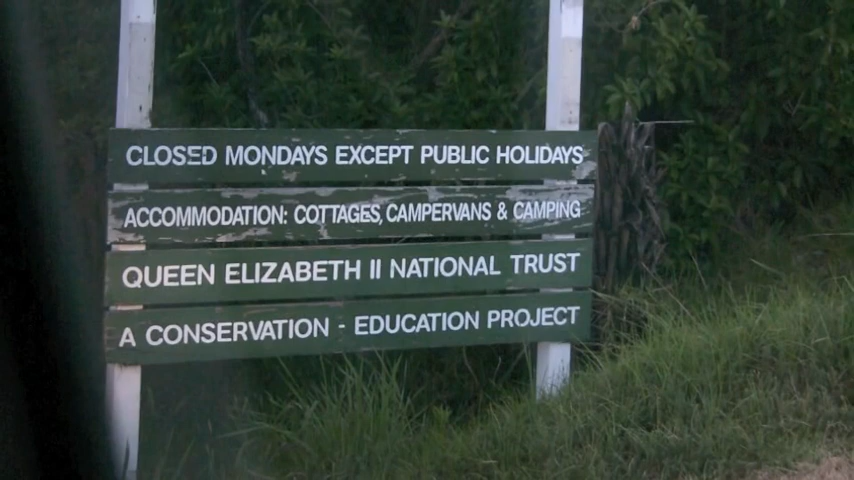 CLOSED MONDAYS EXCEPT PUBLIC HOLIDAYS
ACCOMMODATION: COTTAGES, CAMPERVANS & CAMPING
QUEEN ELIZABETH II NATIONAL TRUST
A CONSERVATION - EDUCATION PROJECT